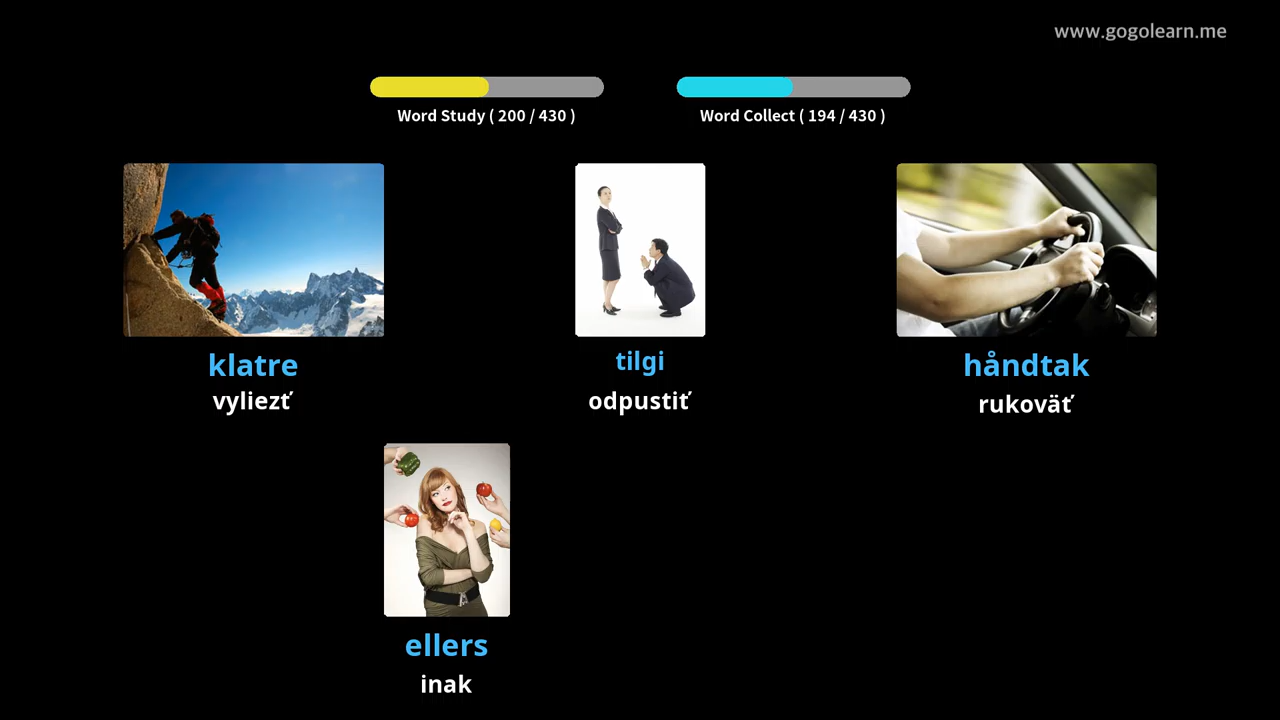 www.gogolearn.me
Word Study ( 200 / 430 )
Word Collect ( 194 / 430 )
klatre
vyliezť
tilgi
odpustiť
håndtak
rukoväť
ellers
inak